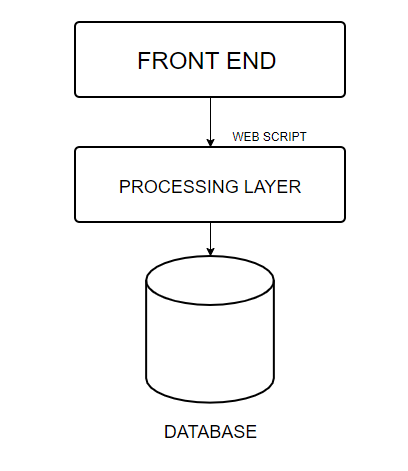 FRONT END
WEB SCRIPT
PROCESSING LAYER
DATABASE